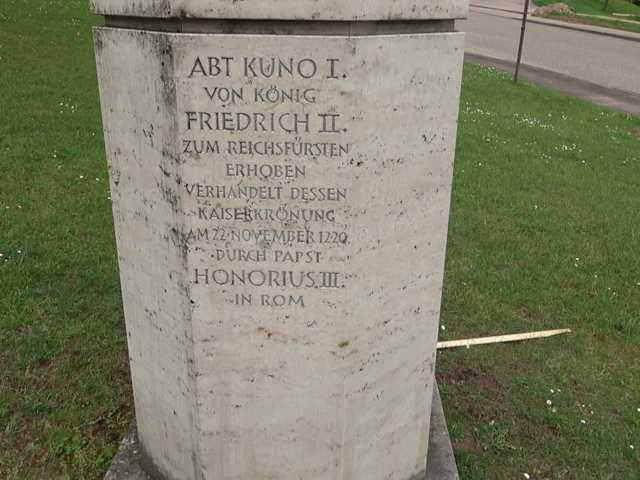 ABT KUNO I.
VON KÖNIG
FRIEDRICH II.
ZUM REICHSFÜRSTEN
ERHOBEN
VERHANDELT DESSEN
KAISERKRÖNUNG
AM 22. NOVEMBER 1220
DURCH PAPST
HONORIUS III.
IN ROM